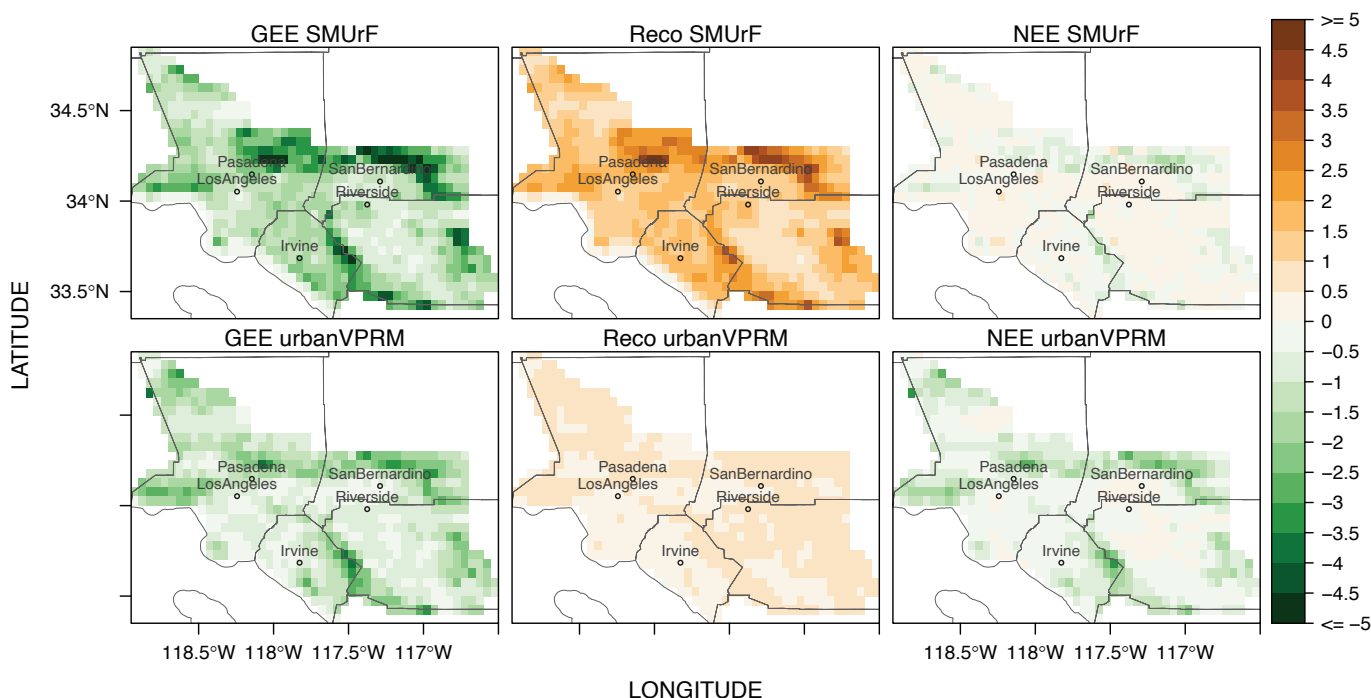 GEE SMUrF
Reco SMUrF
NEE SMUrF
>= 5
4.5
4
3.5
3
2.5
2
1.5
1
0.5
0
−0.5
−1
−1.5
−2
−2.5
−3
−3.5
−4
−4.5
<= −5
34.5°N
34°N
33.5°N
Pasadena
LosAngeles
SanBernardino
Riverside
Irvine
Pasadena
LosAngeles
SanBernardino
Riverside
Irvine
Pasadena
LosAngeles
SanBernardino
Riverside
Irvine
LATITUDE
GEE urbanVPRM
Reco urbanVPRM
NEE urbanVPRM
Pasadena
LosAngeles
SanBernardino
Riverside
Irvine
Pasadena
LosAngeles
SanBernardino
Riverside
Irvine
Pasadena
LosAngeles
SanBernardino
Riverside
Irvine
118.5°W 118°W 117.5°W 117°W
118.5°W 118°W 117.5°W 117°W
LONGITUDE